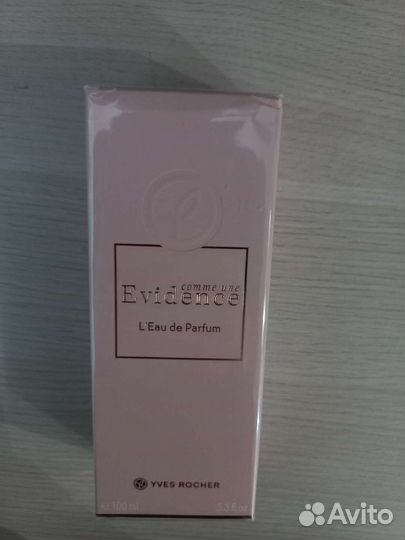 comme une
Evidence
L'Eau de Parfum
YVES ROCHER
e 100 ml 3.3 fl.oz
Avito